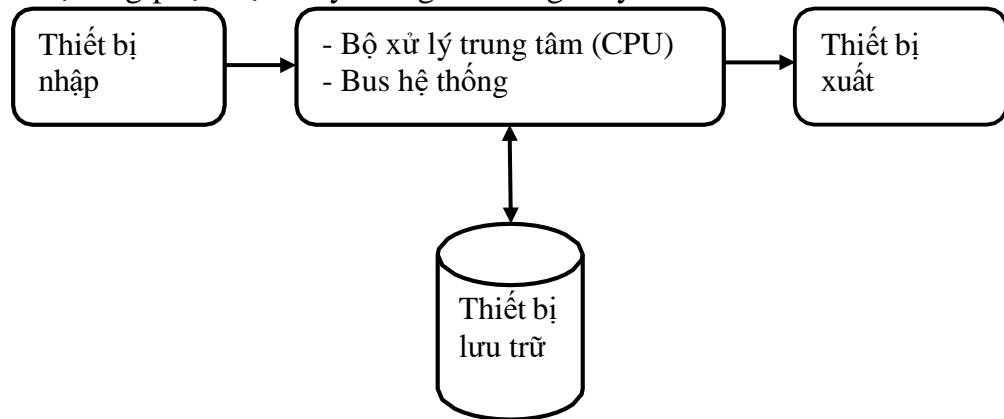 Thiết bị
nhập
- Bộ xử lý trung tâm (CPU)
- Bus hệ thống
Thiết bị
xuất
Thiết bị
lưu trữ